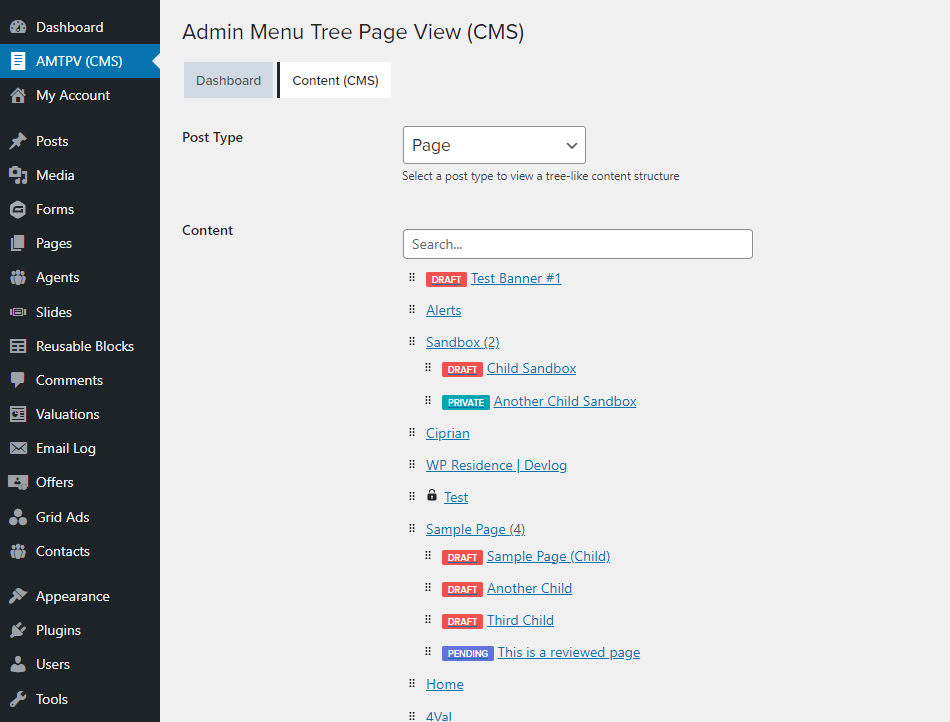 Dashboard
AMTPV (CMS)
My Account
Posts
Media
Forms
Pages
Agents
Slides
Reusable Blocks
Comments
Valuations
Email Log
Offers
Grid Ads
Contacts
Appearance
Plugins
Users
Tools
Admin Menu Tree Page View (CMS)
Dashboard Content (CMS)
Post Type
Page
Select a post type to view a tree-like content structure
Content
Search...
DRAFT Test Banner #1
Alerts
Sandbox (2)
DRAFT Child Sandbox
PRIVATE Another Child Sandbox
Ciprian
WP Residence | Devlog
Test
Sample Page (4)
DRAFT Sample Page (Child)
DRAFT Another Child
DRAFT Third Child
PENDING This is a reviewed page
Home
4Val